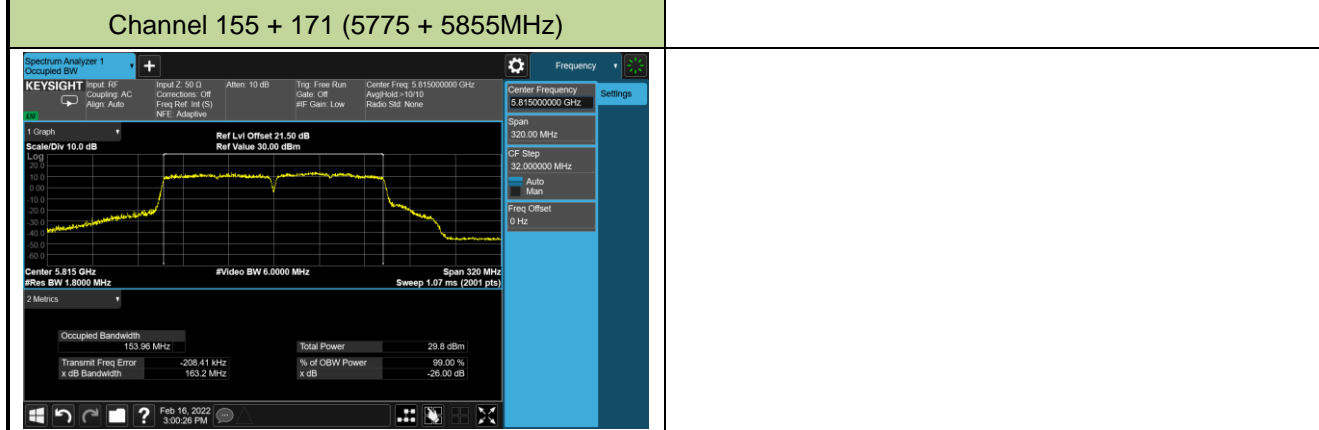 Channel 155 + 171 (5775 + 5855MHz)
Spectrum Analyzer 1
Occupied BW
+
Frequency
KEYSIGHT
Input: RF
Coupling: AC
Align: Auto
Input Z: 50 Ω
Corrections: Off
Freq Ref: Int (S)
NFE: Adaptive
Atten: 10 dB
Trig: Free Run
Gate: Off
#IF Gain: Low
Center Freq: 5.815000000 GHz
Avg|Hold:>10/10
Radio Std: None
LW
Center Frequency
5.815000000 GHz
Settings
Span
320.00 MHz
CF Step
32.000000 MHz
Auto
Man
Freq Offset
0 Hz
1 Graph
Scale/Div 10.0 dB
Ref Lvl Offset 21.50 dB
Ref Value 30.00 dBm
Log
20.0
10.0
0.00
-10.0
-20.0
-30.0
-40.0
-50.0
-60.0
Center 5.815 GHz
#Video BW 6.0000 MHz
Span 320 MHz
#Res BW 1.8000 MHz
Sweep 1.07 ms (2001 pts)
2 Metrics
Occupied Bandwidth
153.96 MHz
Total Power 29.8 dBm
Transmit Freq Error -208.41 kHz
% of OBW Power 99.00 %
x dB Bandwidth 163.2 MHz
x dB -26.00 dB
?
Feb 16, 2022
3:00:26 PM